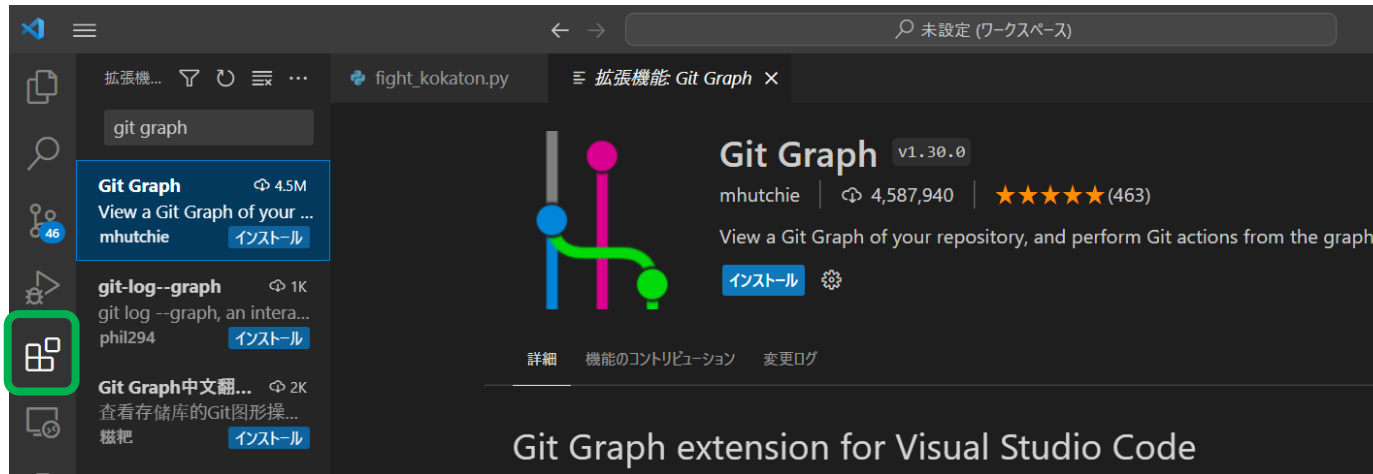 未設定 (ワークスペース)
拡張機... 
fight_kokaton.py
拡張機能: Git Graph
git graph
Git Graph 4.5M
View a Git Graph of your ...
mhutchie インストール
git-log--graph 1K
git log --graph, an intera...
phil294 インストール
Git Graph中文翻... 2K
查看存储库的Git图形操...
糍粑 インストール
46
Git Graph v1.30.0
mhutchie 4,587,940 ★★★★★(463)
View a Git Graph of your repository, and perform Git actions from the graph
インストール
詳細 機能のコントリビューション 変更ログ
Git Graph extension for Visual Studio Code